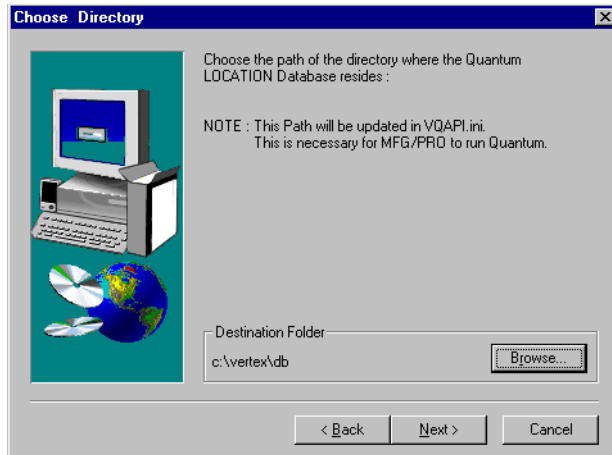 Choose Directory
Choose the path of the directory where the Quantum
LOCATION Database resides :
NOTE : This Path will be updated in VQAPI.ini.
This is necessary for MFG/PRO to run Quantum.
Destination Folder
c:\vertex\db
Browse...
< Back
Next >
Cancel